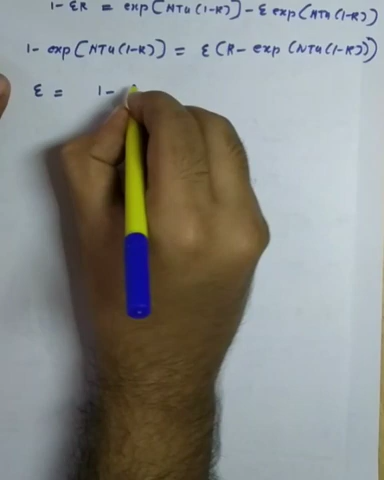 1 - εR = exp(NTu(1-R)) - ε exp(NTu(1-R))
1 - exp(NTu(1-R)) = ε(R - exp(NTu(1-R)))
ε = 1 -